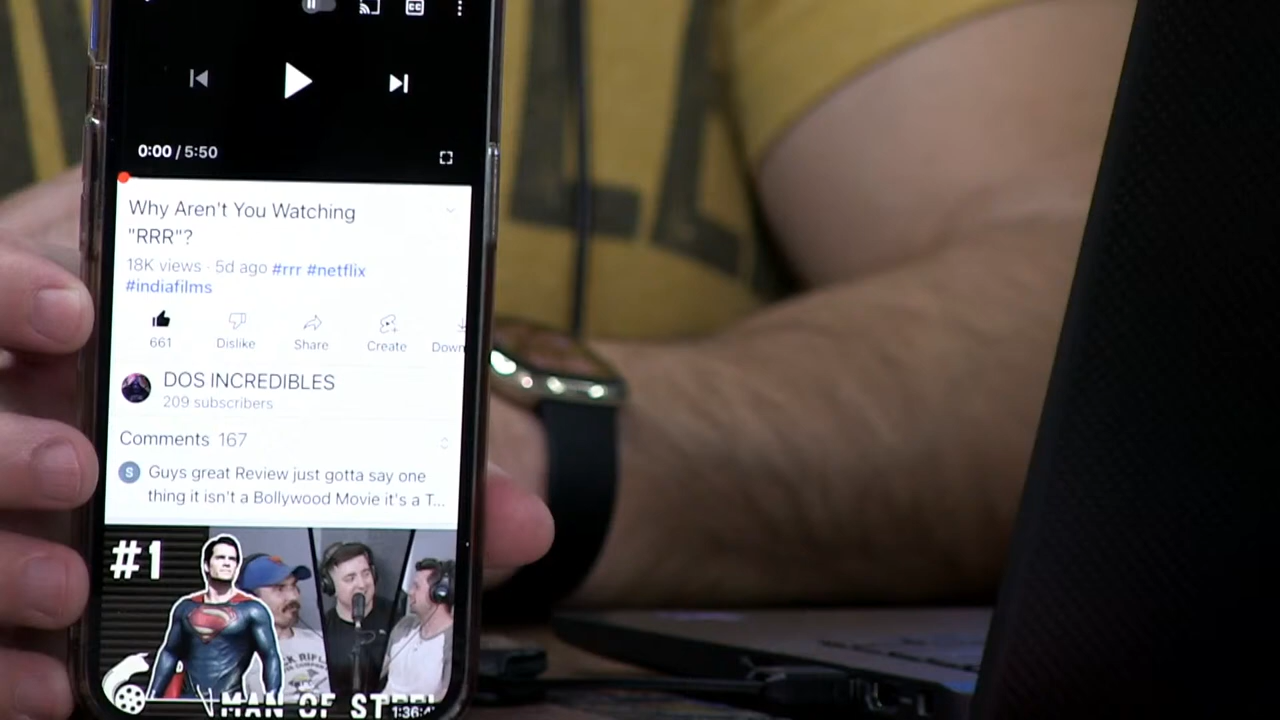 CC
0:00 / 5:50
Why Aren't You Watching
"RRR"?
18K views · 5d ago #rrr #netflix
#indiafilms
661
Dislike
Share
Create
Down
DOS INCREDIBLES
209 subscribers
Comments 167
S
Guys great Review just gotta say one
thing it isn't a Bollywood Movie it's a T...
#1
MAN OF STEEL